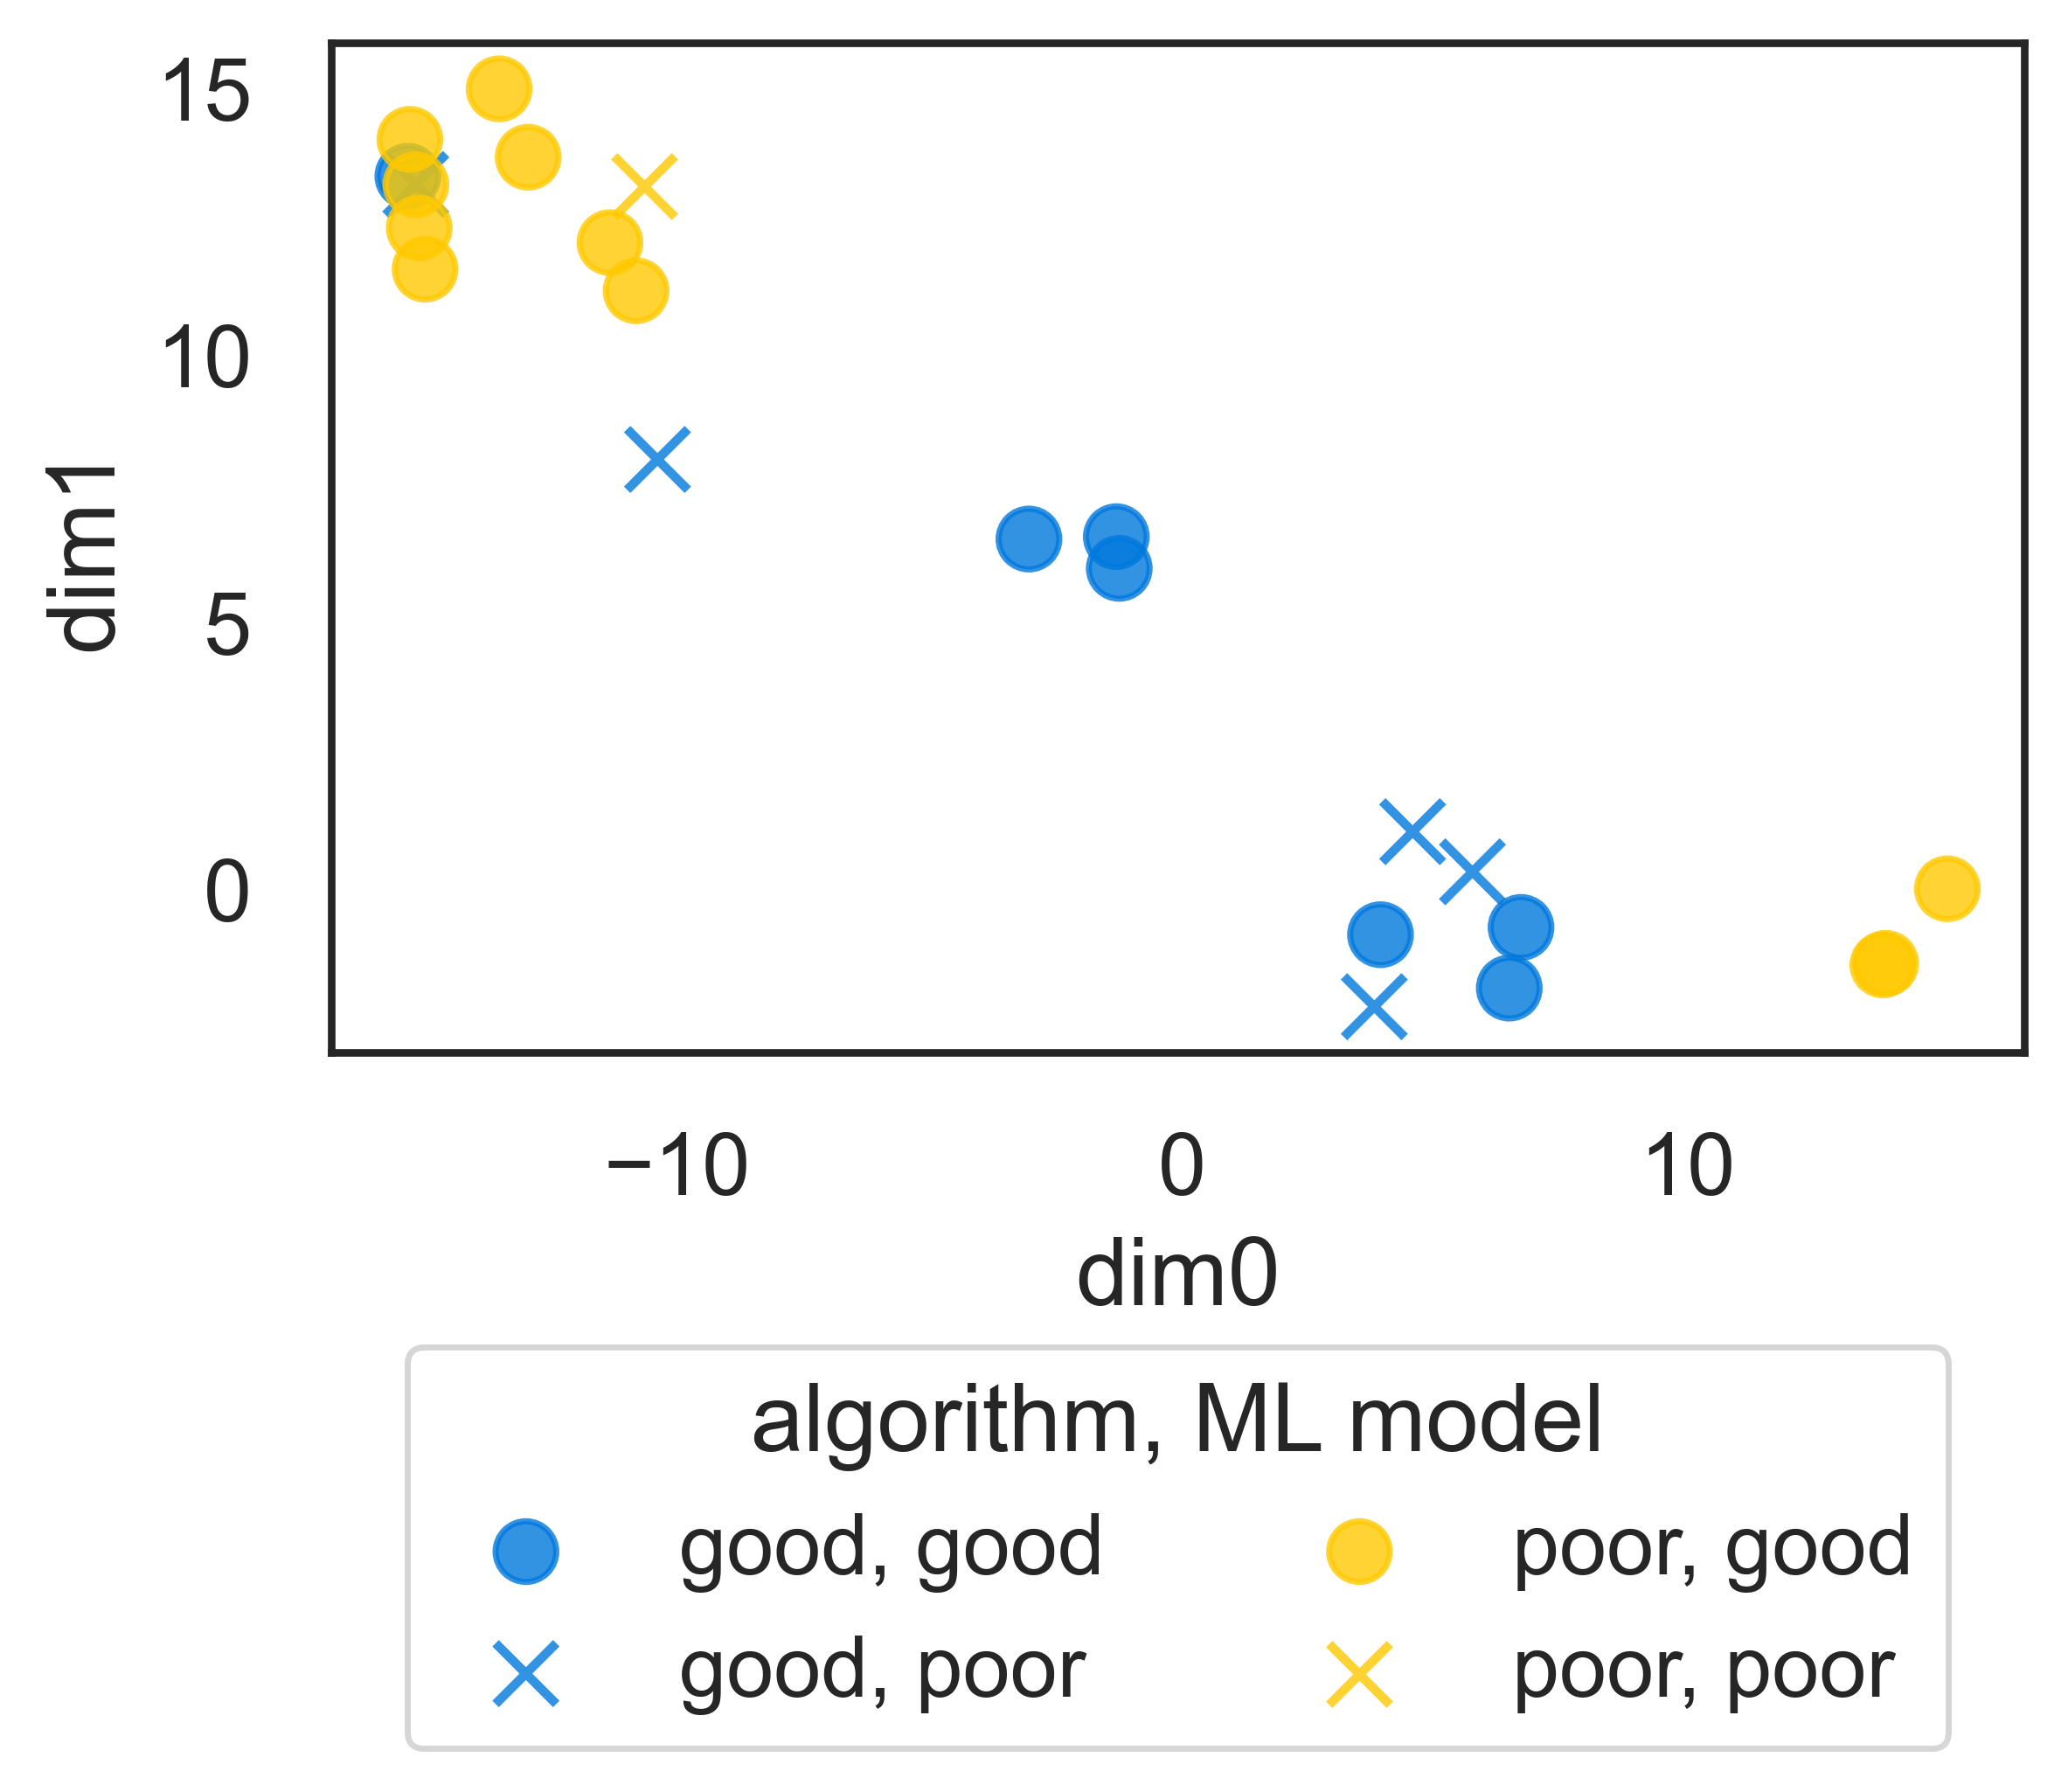 15
10
5
0
dim1
−10 0 10
dim0
algorithm, ML model
good, good poor, good
good, poor poor, poor